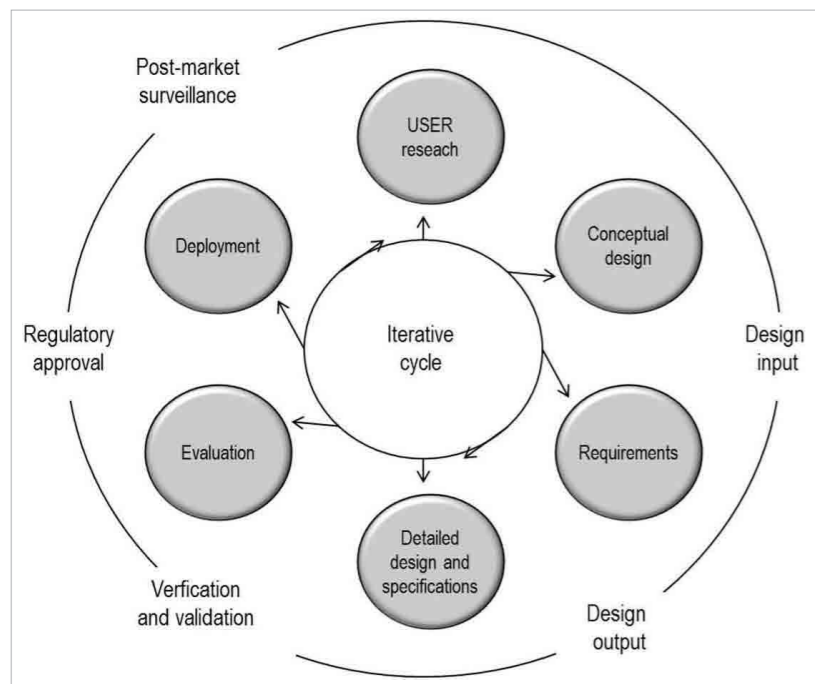 Post-market
surveillance
USER
reseach
Deployment
Conceptual
design
Regulatory
approval
Iterative
cycle
Design
input
Evaluation
Requirements
Detailed
design and
specifications
Verfication
and validation
Design
output